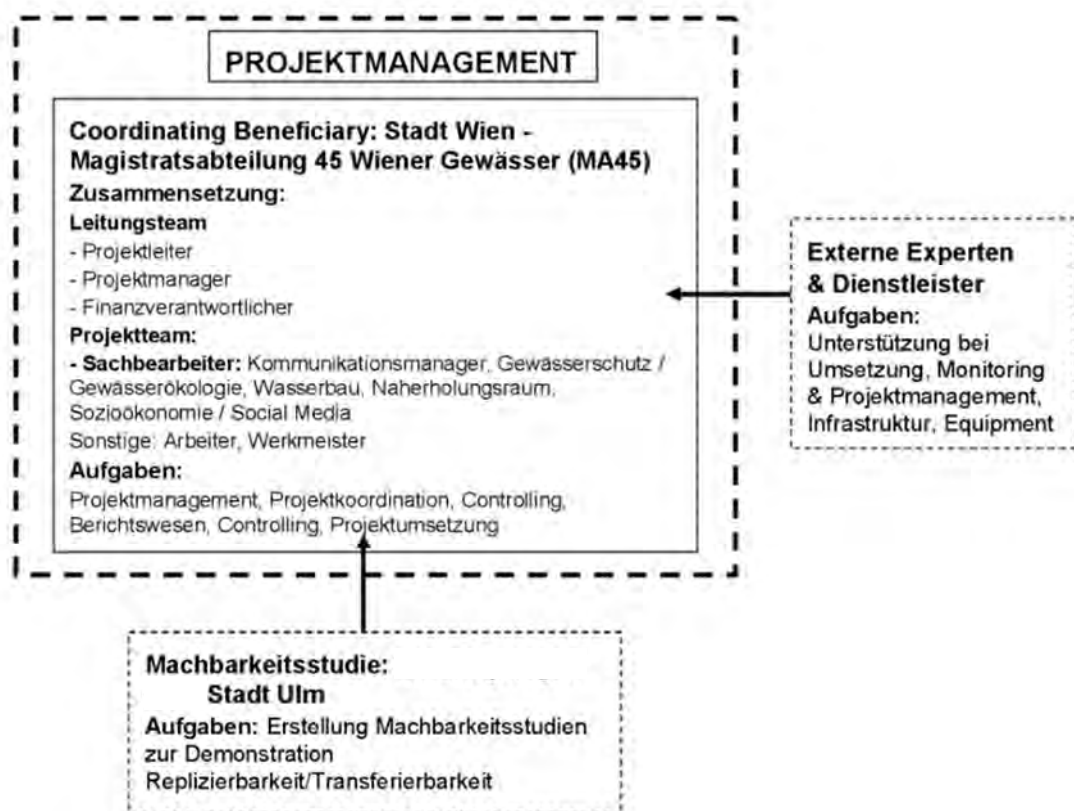 PROJEKTMANAGEMENT
Coordinating Beneficiary: Stadt Wien -
Magistratsabteilung 45 Wiener Gewässer (MA45)
Zusammensetzung:
Leitungsteam
- Projektleiter
- Projektmanager
- Finanzverantwortlicher
Projektteam:
- Sachbearbeiter: Kommunikationsmanager, Gewässerschutz /
Gewässerökologie, Wasserbau, Naherholungsraum,
Sozioökonomie / Social Media
Sonstige: Arbeiter, Werkmeister
Aufgaben:
Projektmanagement, Projektkoordination, Controlling,
Berichtswesen, Controlling, Projektumsetzung
Externe Experten
& Dienstleister
Aufgaben:
Unterstützung bei
Umsetzung, Monitoring
& Projektmanagement,
Infrastruktur, Equipment
Machbarkeitsstudie:
Stadt Ulm
Aufgaben: Erstellung Machbarkeitsstudien
zur Demonstration
Replizierbarkeit/Transferierbarkeit